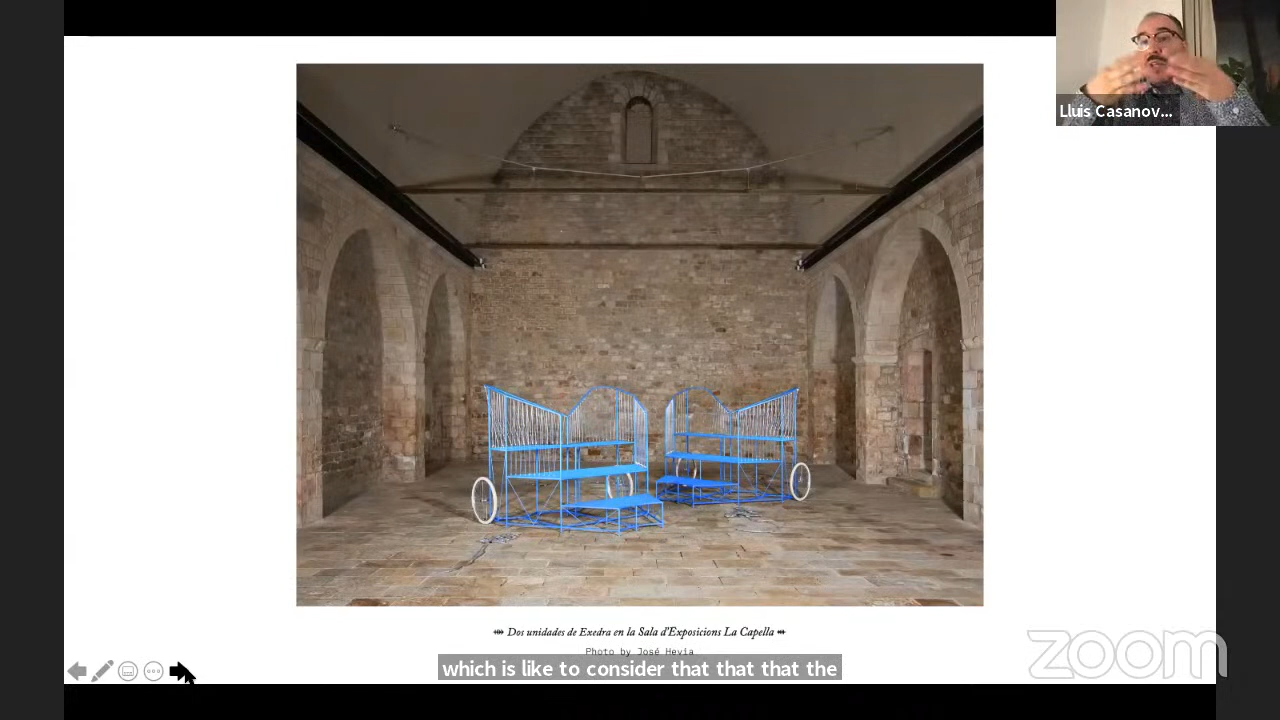 Lluis Casanov...
⇻ Dos unidades de Exedra en la Sala d'Exposicions La Capella ⇺
Photo by José Hevia
which is like to consider that that that the
zoom